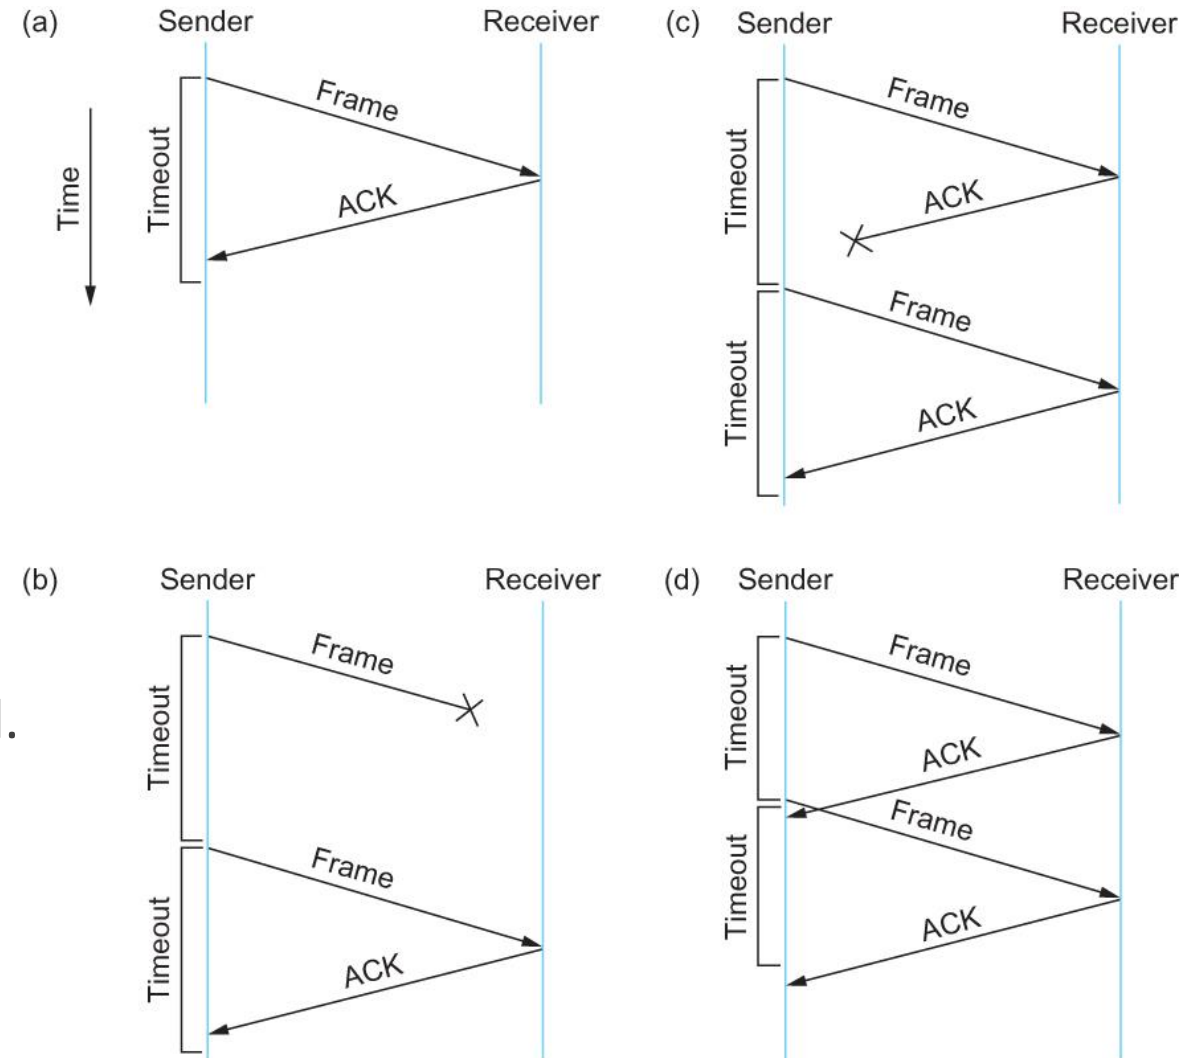 (a)
Sender
Receiver
Time
Timeout
Frame
ACK
(c)
Sender
Receiver
Timeout
Frame
ACK
Timeout
Frame
ACK
(b)
Sender
Receiver
Timeout
Frame
Timeout
Frame
ACK
(d)
Sender
Receiver
Timeout
Frame
ACK
Timeout
Frame
ACK